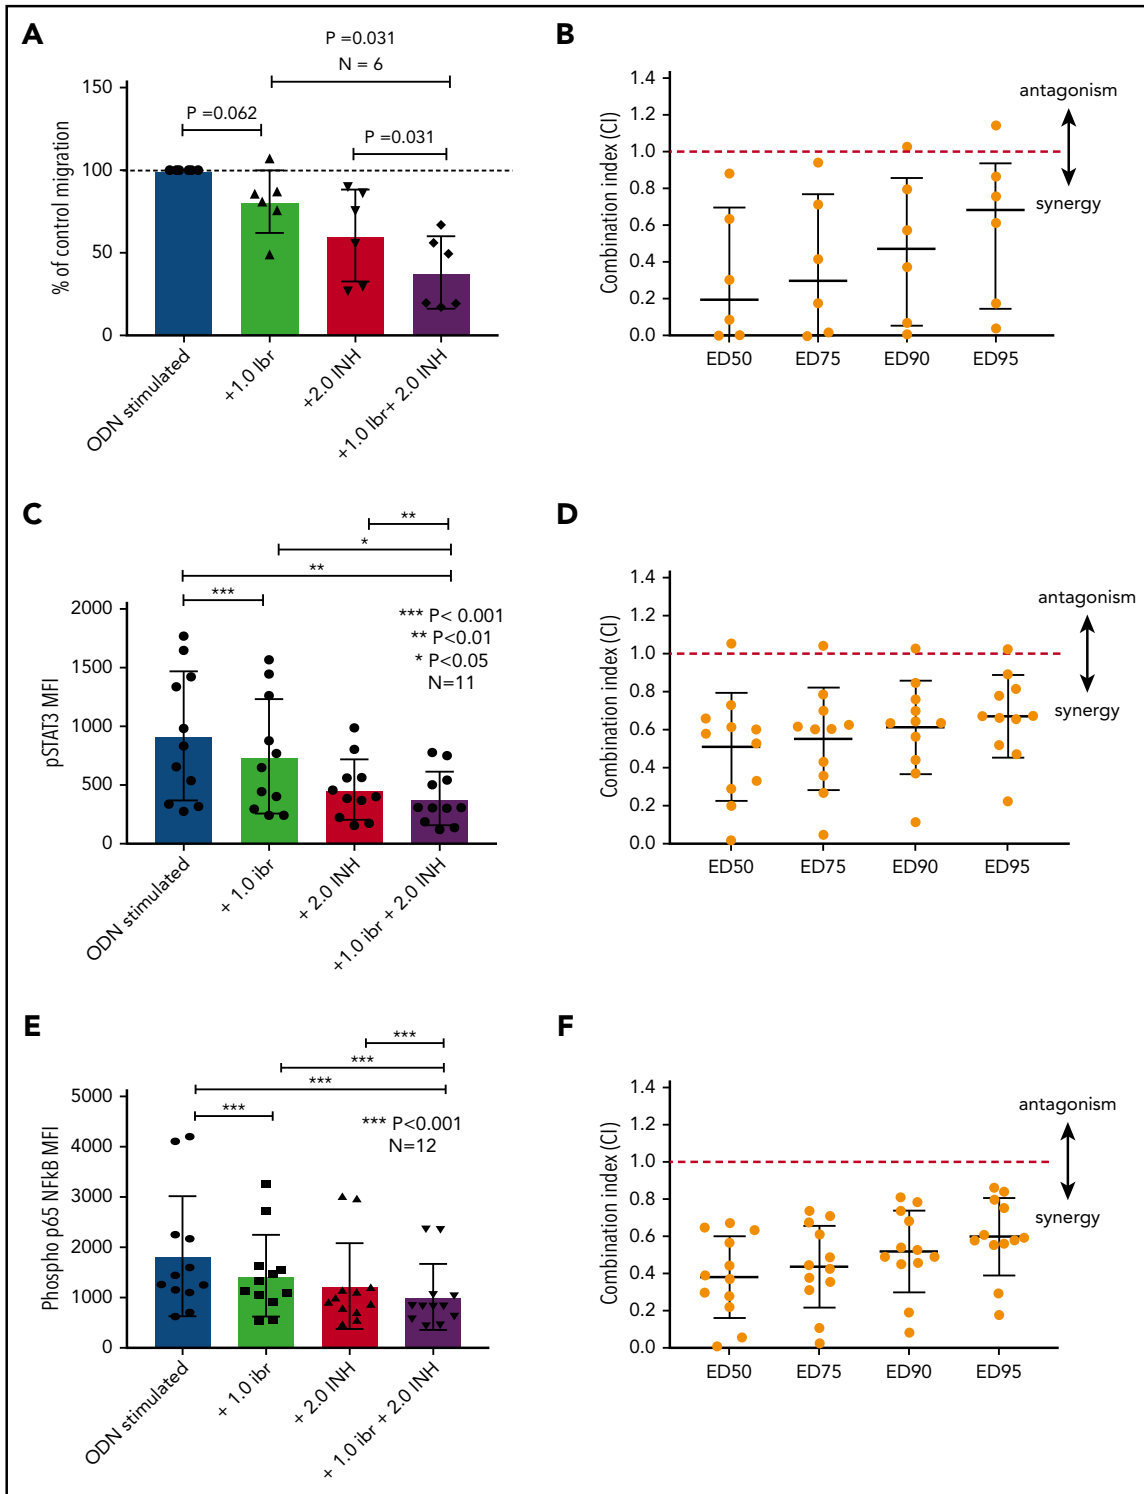 A
P =0.031
N = 6
P =0.062
P =0.031
% of control migration
150
100
50
0
ODN stimulated
+1.0 Ibr
+2.0 INH
+1.0 Ibr+ 2.0 INH
B
Combination index (CI)
1.4
1.2
1.0
0.8
0.6
0.4
0.2
0.0
ED50
ED75
ED90
ED95
antagonism
synergy
C
**
*
**
***
*** P< 0.001
** P<0.01
* P<0.05
N=11
pSTAT3 MFI
2000
1500
1000
500
0
ODN stimulated
+ 1.0 ibr
+ 2.0 INH
+1.0 ibr + 2.0 INH
D
Combination index (CI)
1.4
1.2
1.0
0.8
0.6
0.4
0.2
0.0
ED50
ED75
ED90
ED95
antagonism
synergy
E
***
***
***
***
*** P<0.001
N=12
Phospho p65 NFkB MFI
5000
4000
3000
2000
1000
0
ODN stimulated
+ 1.0 ibr
+ 2.0 INH
+ 1.0 ibr + 2.0 INH
F
Combination index (CI)
1.4
1.2
1.0
0.8
0.6
0.4
0.2
0.0
ED50
ED75
ED90
ED95
antagonism
synergy